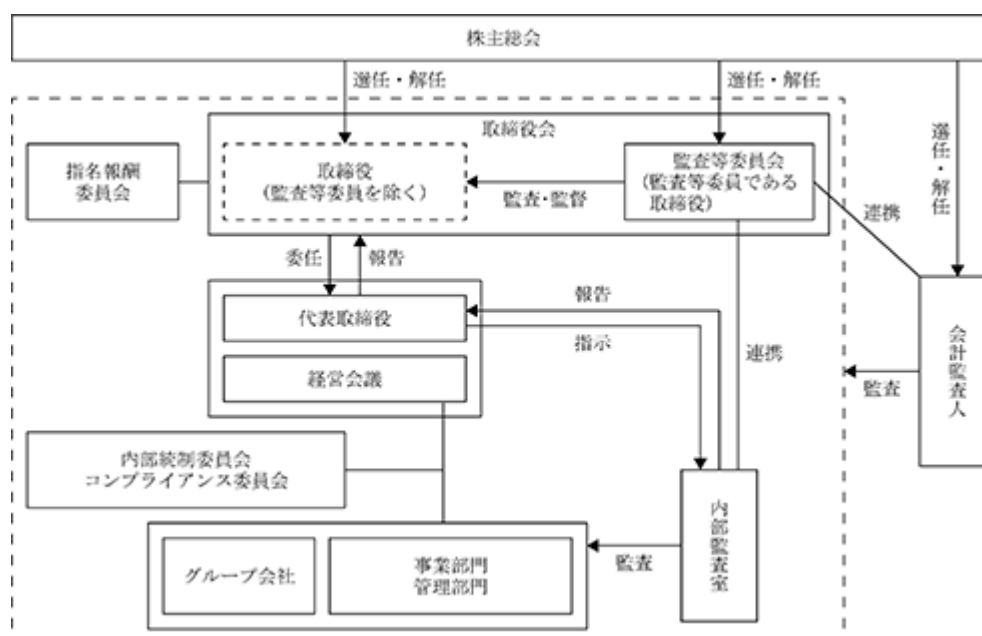 株主総会
選任・解任
選任・解任
選任・解任
取締役会
指名報酬
委員会
取締役
(監査等委員を除く)
監査・監督
監査等委員会
(監査等委員である
取締役)
連携
委任
報告
代表取締役
報告
指示
連携
経営会議
会計監査人
監査
内部統制委員会
コンプライアンス委員会
内部監査室
グループ会社
事業部門
管理部門
監査